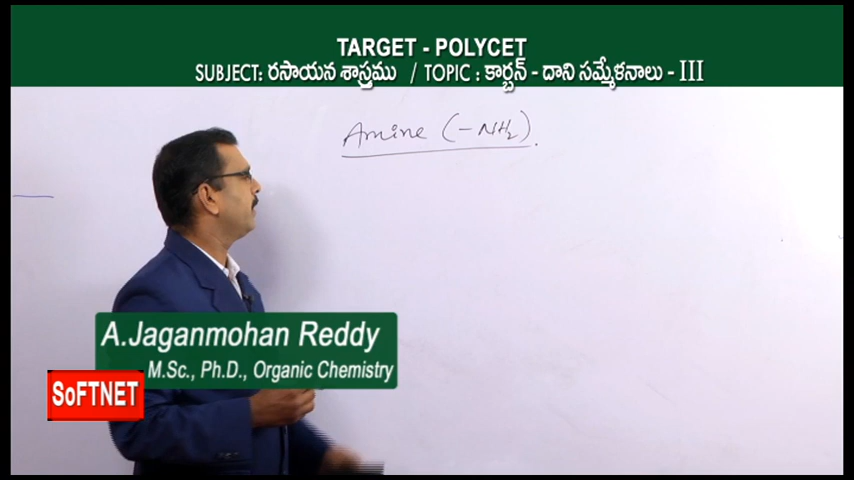 TARGET - POLYCET
SUBJECT: రసాయన శాస్త్రము / TOPIC : కార్బన్ - దాని సమ్మేళనాలు - III
Amine (-NH₂).
A.Jaganmohan Reddy
M.Sc., Ph.D., Organic Chemistry
SoFTNET